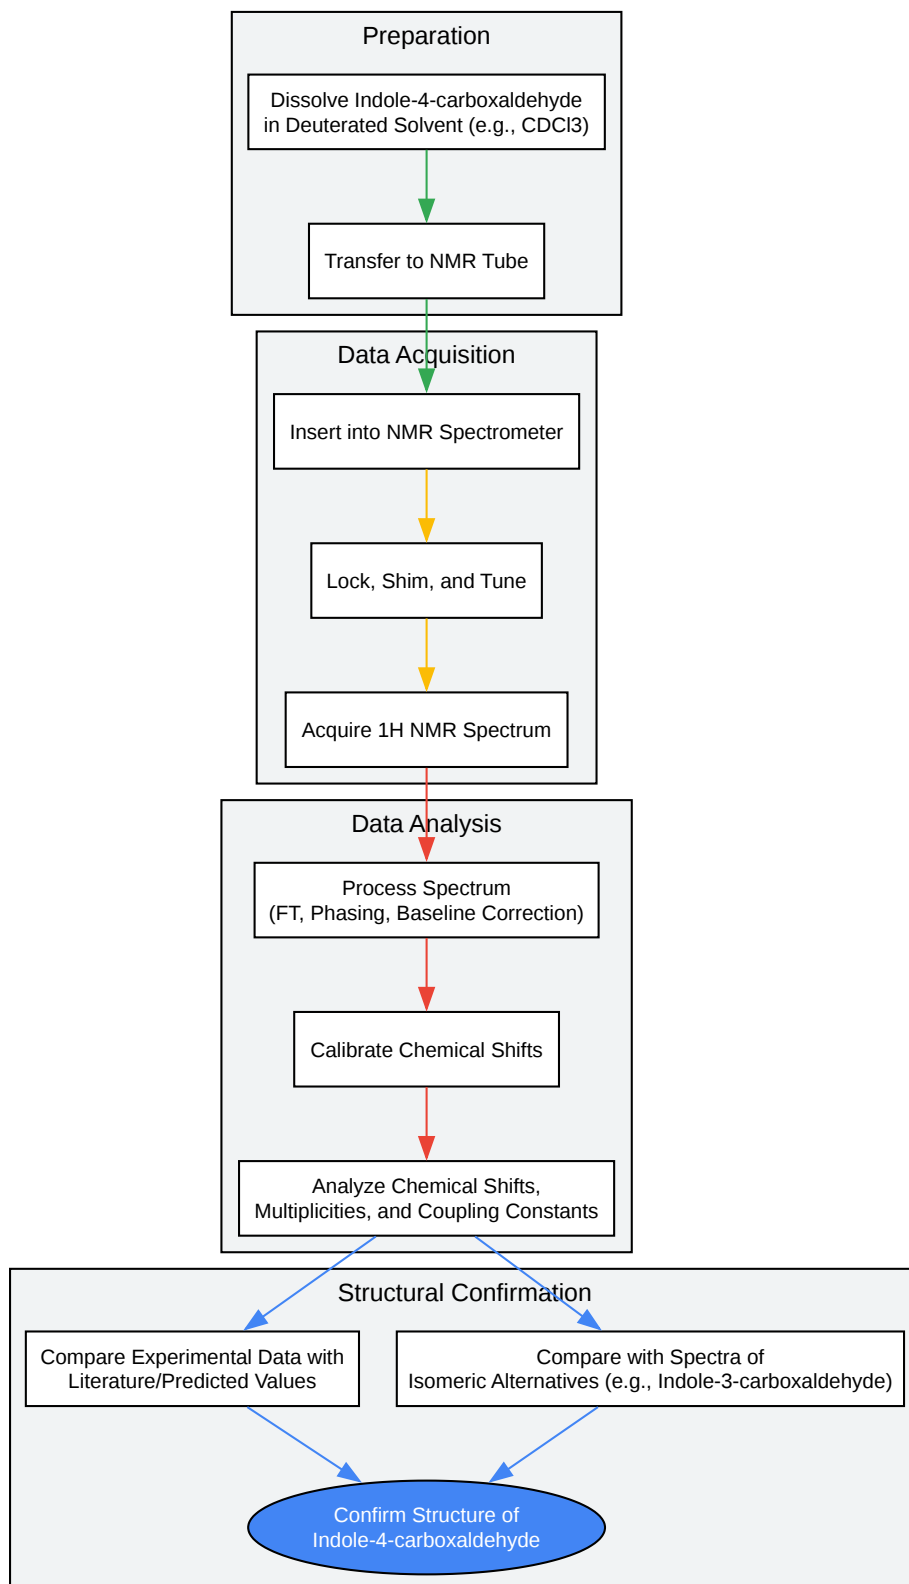 Preparation
Dissolve Indole-4-carboxaldehyde
in Deuterated Solvent (e.g., CDCl3)
Transfer to NMR Tube
Data Acquisition
Insert into NMR Spectrometer
Lock, Shim, and Tune
Acquire 1H NMR Spectrum
Data Analysis
Process Spectrum
(FT, Phasing, Baseline Correction)
Calibrate Chemical Shifts
Analyze Chemical Shifts,
Multiplicities, and Coupling Constants
Structural Confirmation
Compare Experimental Data with
Literature/Predicted Values
Compare with Spectra of
Isomeric Alternatives (e.g., Indole-3-carboxaldehyde)
Confirm Structure of
Indole-4-carboxaldehyde